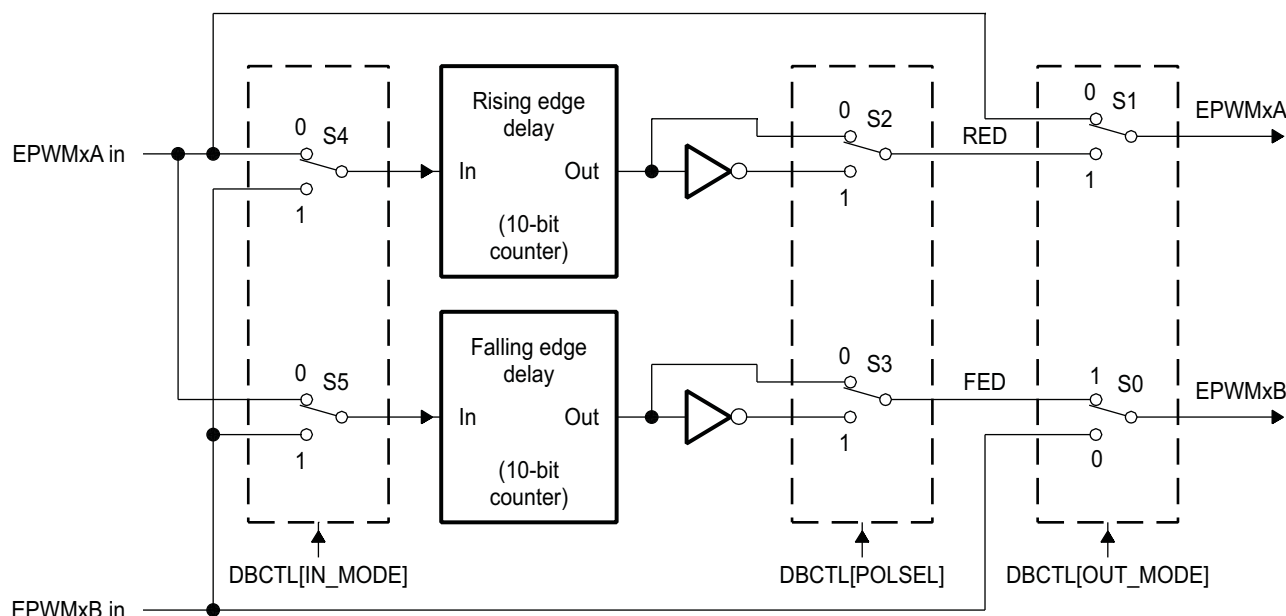 0
S1
EPWMxA
0
S4
Rising edge
delay
0
S2
RED
EPWMxA in
In
Out
1
(10-bit
counter)
1
1
Falling edge
delay
0
S5
0
S3
FED
1
S0
EPWMxB
In
Out
1
(10-bit
counter)
1
0
DBCTL[IN_MODE]
DBCTL[POLSEL]
DBCTL[OUT_MODE]
EPWMxB in